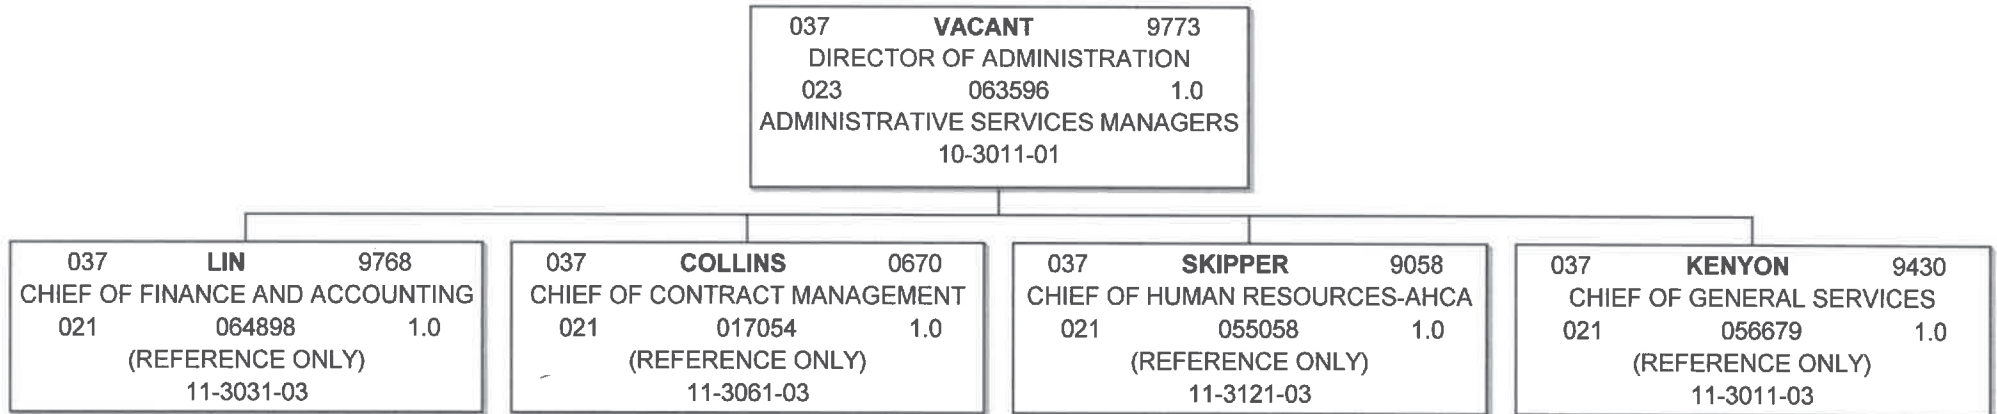 037 VACANT 9773
DIRECTOR OF ADMINISTRATION
023 063596 1.0
ADMINISTRATIVE SERVICES MANAGERS
10-3011-01
037 LIN 9768
CHIEF OF FINANCE AND ACCOUNTING
021 064898 1.0
(REFERENCE ONLY)
11-3031-03
037 COLLINS 0670
CHIEF OF CONTRACT MANAGEMENT
021 017054 1.0
(REFERENCE ONLY)
11-3061-03
037 SKIPPER 9058
CHIEF OF HUMAN RESOURCES-AHCA
021 055058 1.0
(REFERENCE ONLY)
11-3121-03
037 KENYON 9430
CHIEF OF GENERAL SERVICES
021 056679 1.0
(REFERENCE ONLY)
11-3011-03